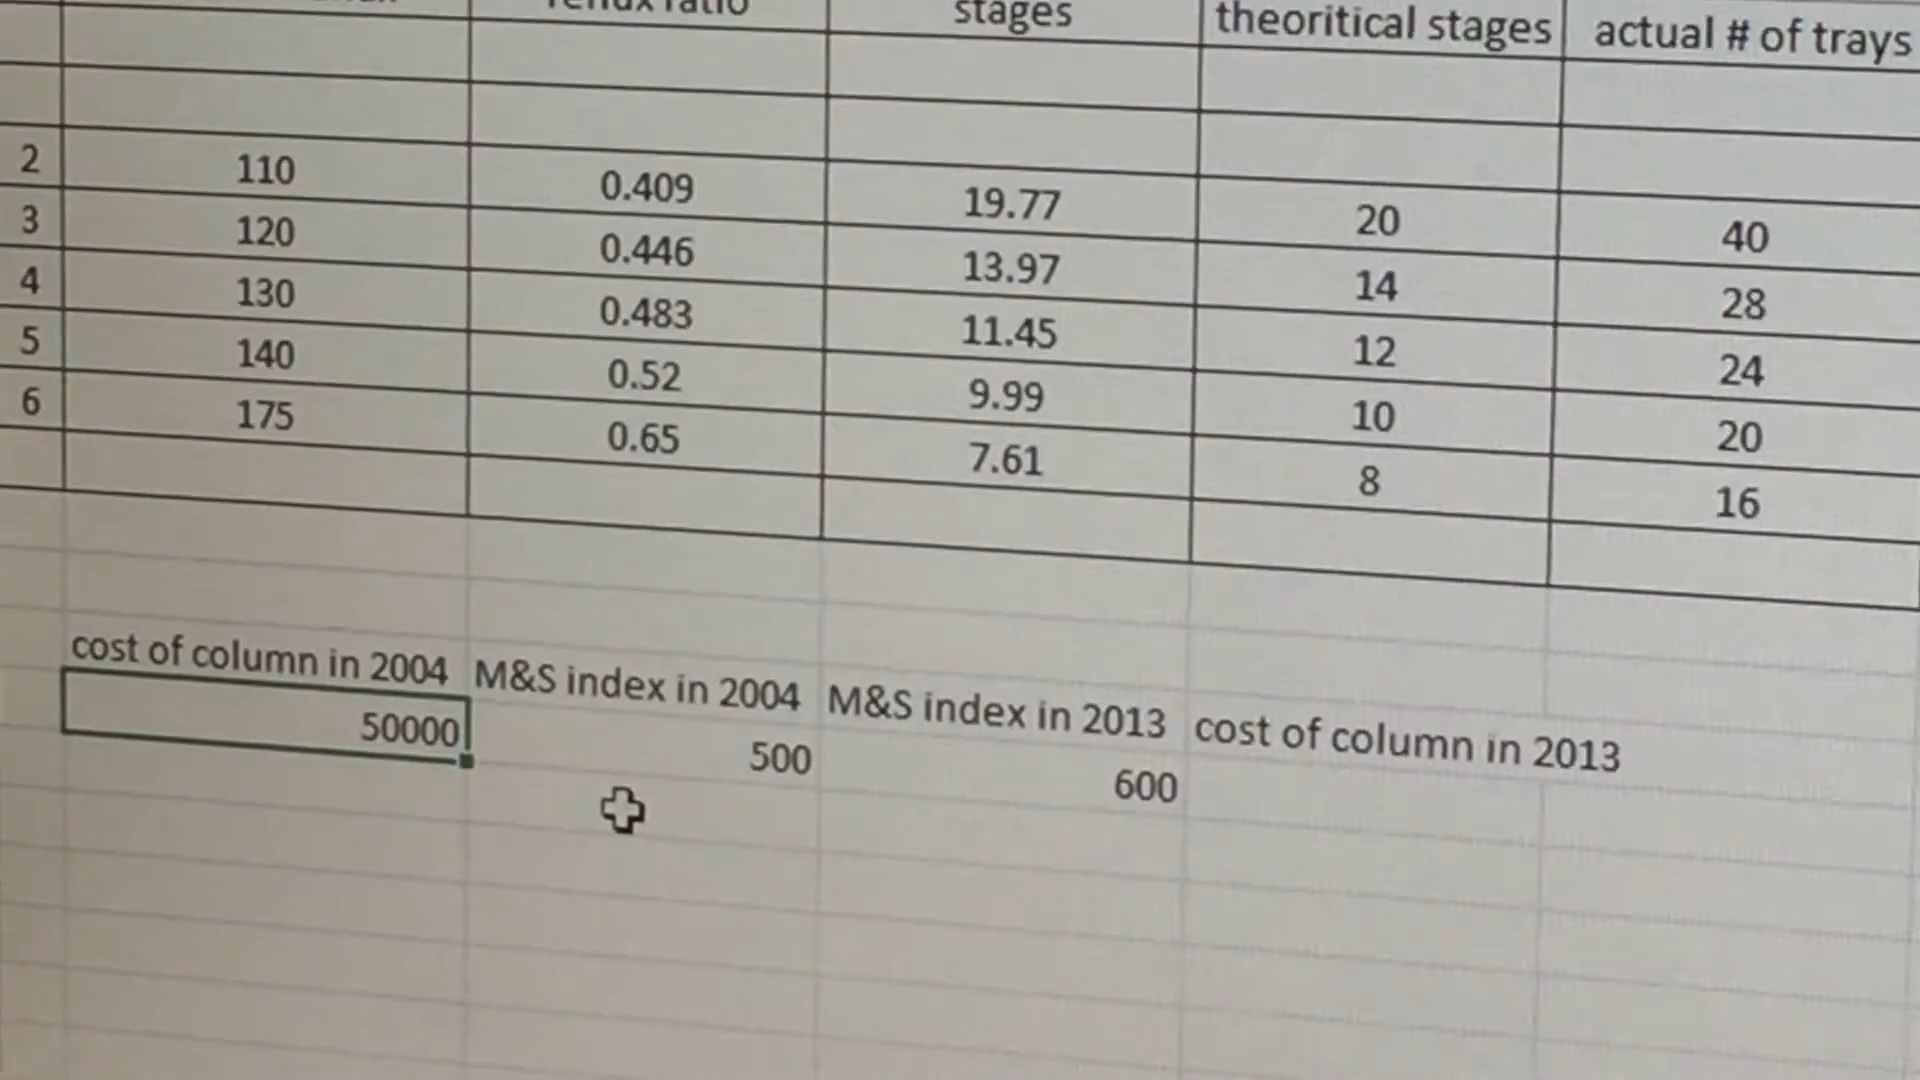 reflux ratio stages theoritical stages actual # of trays
2 110 0.409 19.77 20 40
3 120 0.446 13.97 14 28
4 130 0.483 11.45 12 24
5 140 0.52 9.99 10 20
6 175 0.65 7.61 8 16
cost of column in 2004 M&S index in 2004 M&S index in 2013 cost of column in 2013
50000 500 600